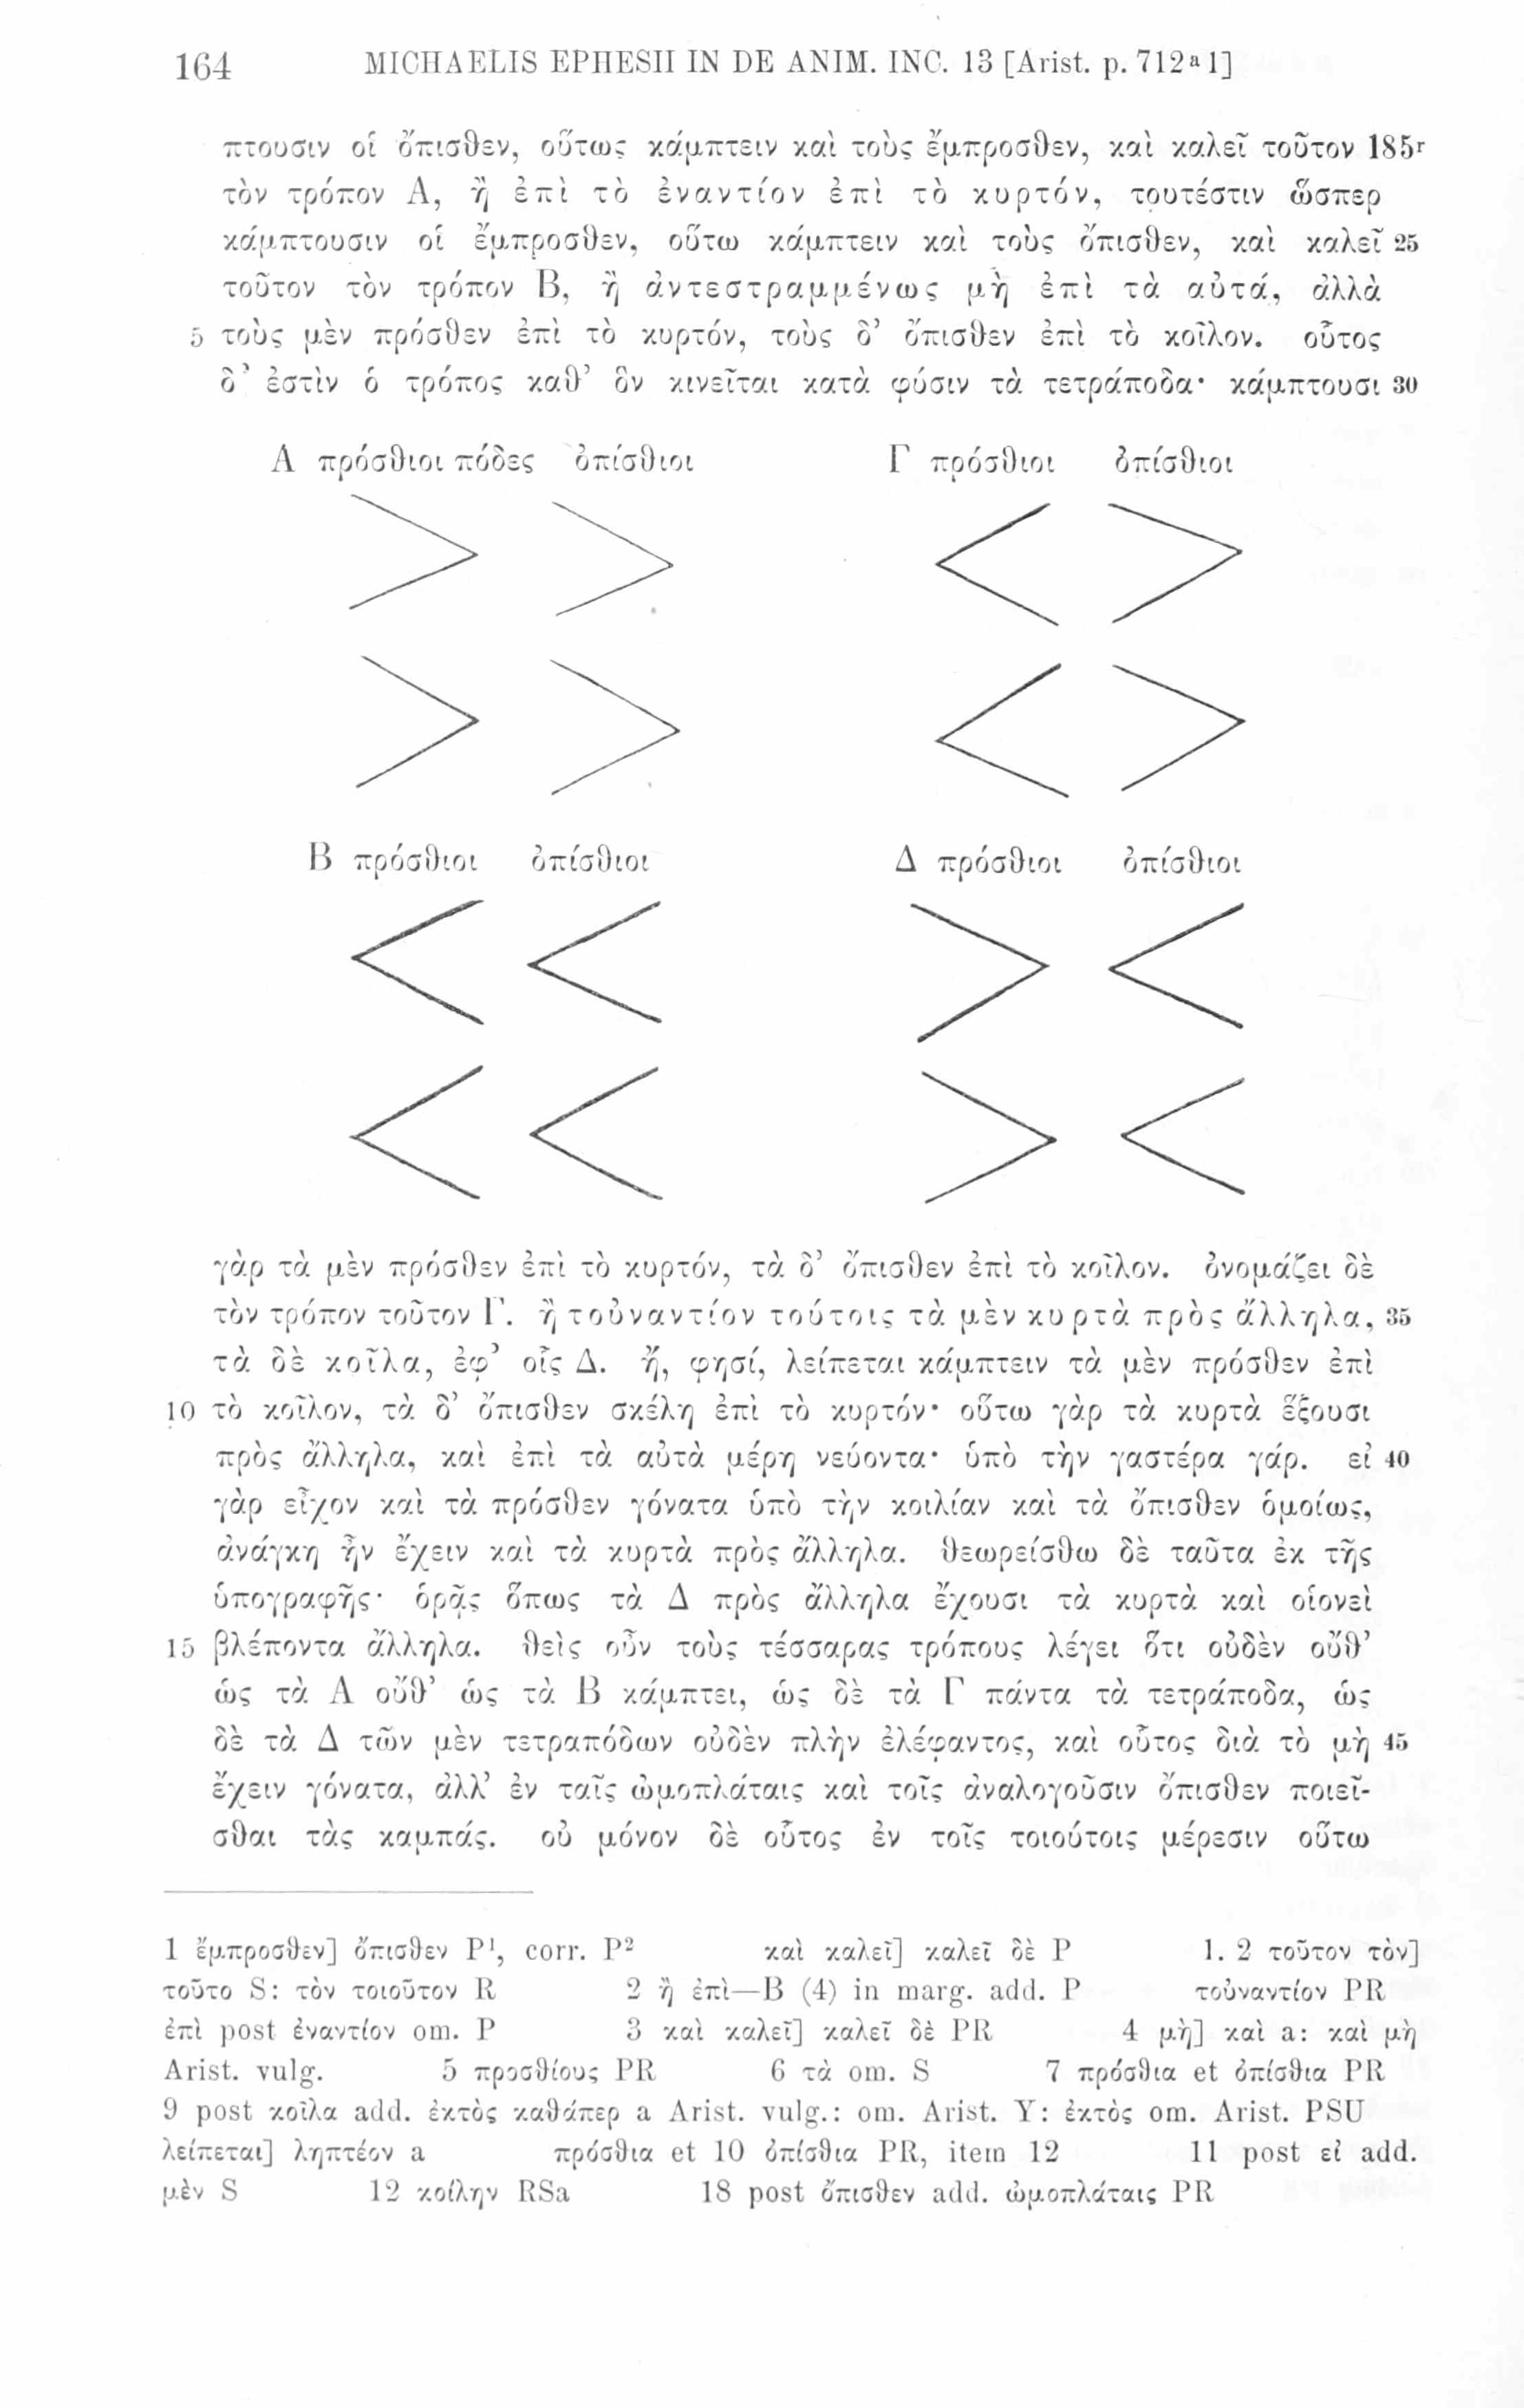 164 MICHAELIS EPHESII IN DE ANIM. INC. 13 [Arist. p. 712ª1]
πτουσιν οἱ ὄπισθεν, οὕτως κάμπτειν καὶ τοὺς ἔμπροσθεν, καὶ καλεῖ τοῦτον 185ʳ
τὸν τρόπον Α, ἢ ἐπὶ τὸ ἐναντίον ἐπὶ τὸ κυρτόν, τουτέστιν ὥσπερ
κάμπτουσιν οἱ ἔμπροσθεν, οὕτω κάμπτειν καὶ τοὺς ὄπισθεν, καὶ καλεῖ 25
τοῦτον τὸν τρόπον Β, ἢ ἀντεστραμμένως μὴ ἐπὶ τὰ αὐτά, ἀλλὰ
5 τοὺς μὲν πρόσθεν ἐπὶ τὸ κυρτόν, τοὺς δ’ ὄπισθεν ἐπὶ τὸ κοῖλον. οὗτος
δ’ ἐστὶν ὁ τρόπος καθ’ ὃν κινεῖται κατὰ φύσιν τὰ τετράποδα· κάμπτουσι 30
Α πρόσθιοι πόδες ὀπίσθιοι Γ πρόσθιοι ὀπίσθιοι
Β πρόσθιοι ὀπίσθιοι Δ πρόσθιοι ὀπίσθιοι
γὰρ τὰ μὲν πρόσθεν ἐπὶ τὸ κυρτόν, τὰ δ’ ὄπισθεν ἐπὶ τὸ κοῖλον. ὀνομάζει δὲ
τὸν τρόπον τοῦτον Γ. ἢ τοὐναντίον τούτοις τὰ μὲν κυρτὰ πρὸς ἄλληλα, 35
τὰ δὲ κοῖλα, ἐφ’ οἷς Δ. ἤ, φησί, λείπεται κάμπτειν τὰ μὲν πρόσθεν ἐπὶ
10 τὸ κοῖλον, τὰ δ’ ὄπισθεν σκέλη ἐπὶ τὸ κυρτόν· οὕτω γὰρ τὰ κυρτὰ ἕξουσι
πρὸς ἄλληλα, καὶ ἐπὶ τὰ αὐτὰ μέρη νεύοντα· ὑπὸ τὴν γαστέρα γάρ. εἰ 40
γὰρ εἶχον καὶ τὰ πρόσθεν γόνατα ὑπὸ τὴν κοιλίαν καὶ τὰ ὄπισθεν ὁμοίως,
ἀνάγκη ἦν ἔχειν καὶ τὰ κυρτὰ πρὸς ἄλληλα. θεωρείσθω δὲ ταῦτα ἐκ τῆς
ὑπογραφῆς· ὁρᾷς ὅπως τὰ Δ πρὸς ἄλληλα ἔχουσι τὰ κυρτὰ καὶ οἱονεὶ
15 βλέποντα ἄλληλα. θεὶς οὖν τοὺς τέσσαρας τρόπους λέγει ὅτι οὐδὲν οὔθ’
ὡς τὰ Α οὔθ’ ὡς τὰ Β κάμπτει, ὡς δὲ τὰ Γ πάντα τὰ τετράποδα, ὡς
δὲ τὰ Δ τῶν μὲν τετραπόδων οὐδὲν πλὴν ἐλέφαντος, καὶ οὗτος διὰ τὸ μὴ 45
ἔχειν γόνατα, ἀλλ’ ἐν ταῖς ὠμοπλάταις καὶ τοῖς ἀναλογοῦσιν ὄπισθεν ποιεῖ-
σθαι τὰς καμπάς. οὐ μόνον δὲ οὗτος ἐν τοῖς τοιούτοις μέρεσιν οὕτω
1 ἔμπροσθεν] ὄπισθεν P¹, corr. P² καὶ καλεῖ] καλεῖ δὲ P 1. 2 τοῦτον τὸν]
τοῦτο S: τὸν τοιοῦτον R 2 ἢ ἐπὶ—Β (4) in marg. add. P τοὐναντίον PR
ἐπὶ post ἐναντίον om. P 3 καὶ καλεῖ] καλεῖ δὲ PR 4 μὴ] καὶ a: καὶ μὴ
Arist. vulg. 5 προσθίους PR 6 τὰ om. S 7 πρόσθια et ὀπίσθια PR
9 post κοῖλα add. ἐκτὸς καθάπερ a Arist. vulg.: om. Arist. Y: ἐκτὸς om. Arist. PSU
λείπεται] ληπτέον a πρόσθια et 10 ὀπίσθια PR, item 12 11 post εἰ add.
μὲν S 12 κοίλην RSa 18 post ὄπισθεν add. ὠμοπλάταις PR